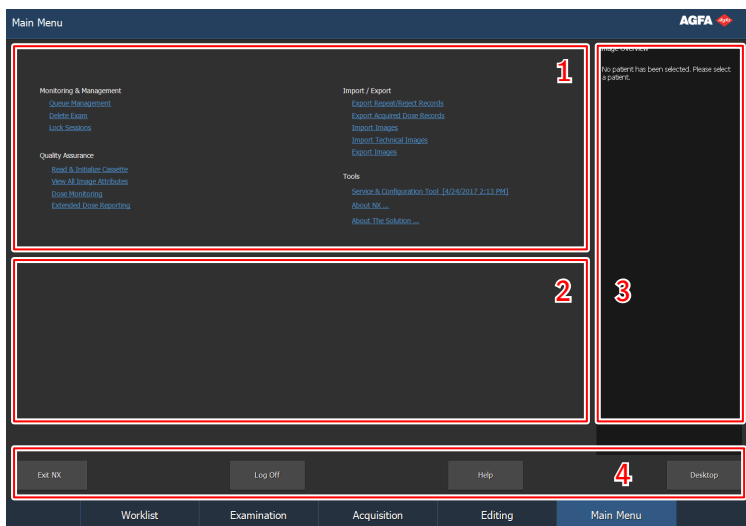 Main Menu
AGFA
1
Monitoring & Management
Queue Management
Delete Exam
Lock Sessions
Quality Assurance
Read & Initialize Cassette
View All Image Attributes
Dose Monitoring
Extended Dose Reporting
Import / Export
Export Repeat/Reject Records
Export Acquired Dose Records
Import Images
Import Technical Images
Export Images
Tools
Service & Configuration Tool [4/24/2017 2:13 PM]
About NX ...
About The Solution ...
Image Overview
No patient has been selected. Please select
a patient.
2
3
4
Exit NX
Log Off
Help
Desktop
Worklist
Examination
Acquisition
Editing
Main Menu